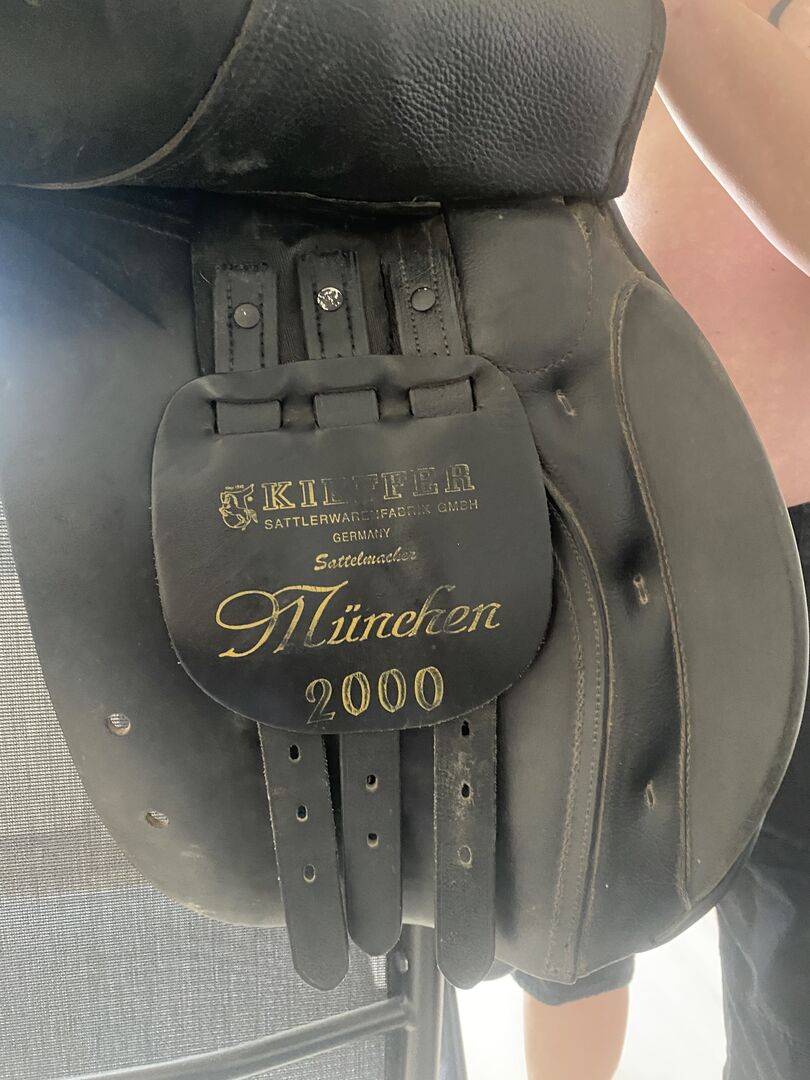 KIEFFER
SATTLERWARENFABRIK GMBH
GERMANY
Sattelmacher
München
2000